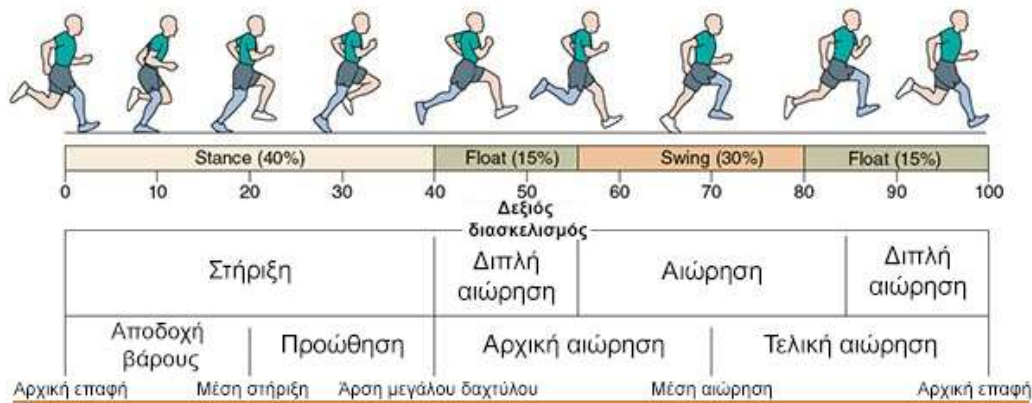 Stance (40%) Float (15%) Swing (30%) Float (15%)
0 10 20 30 40 50 60 70 80 90 100
Δεξιός
διασκελισμός
Στήριξη Διπλή αιώρηση Αιώρηση Διπλή αιώρηση
Αποδοχή βάρους Προώθηση Αρχική αιώρηση Τελική αιώρηση
Αρχική επαφή Μέση στήριξη Άρση μεγάλου δαχτύλου Μέση αιώρηση Αρχική επαφή